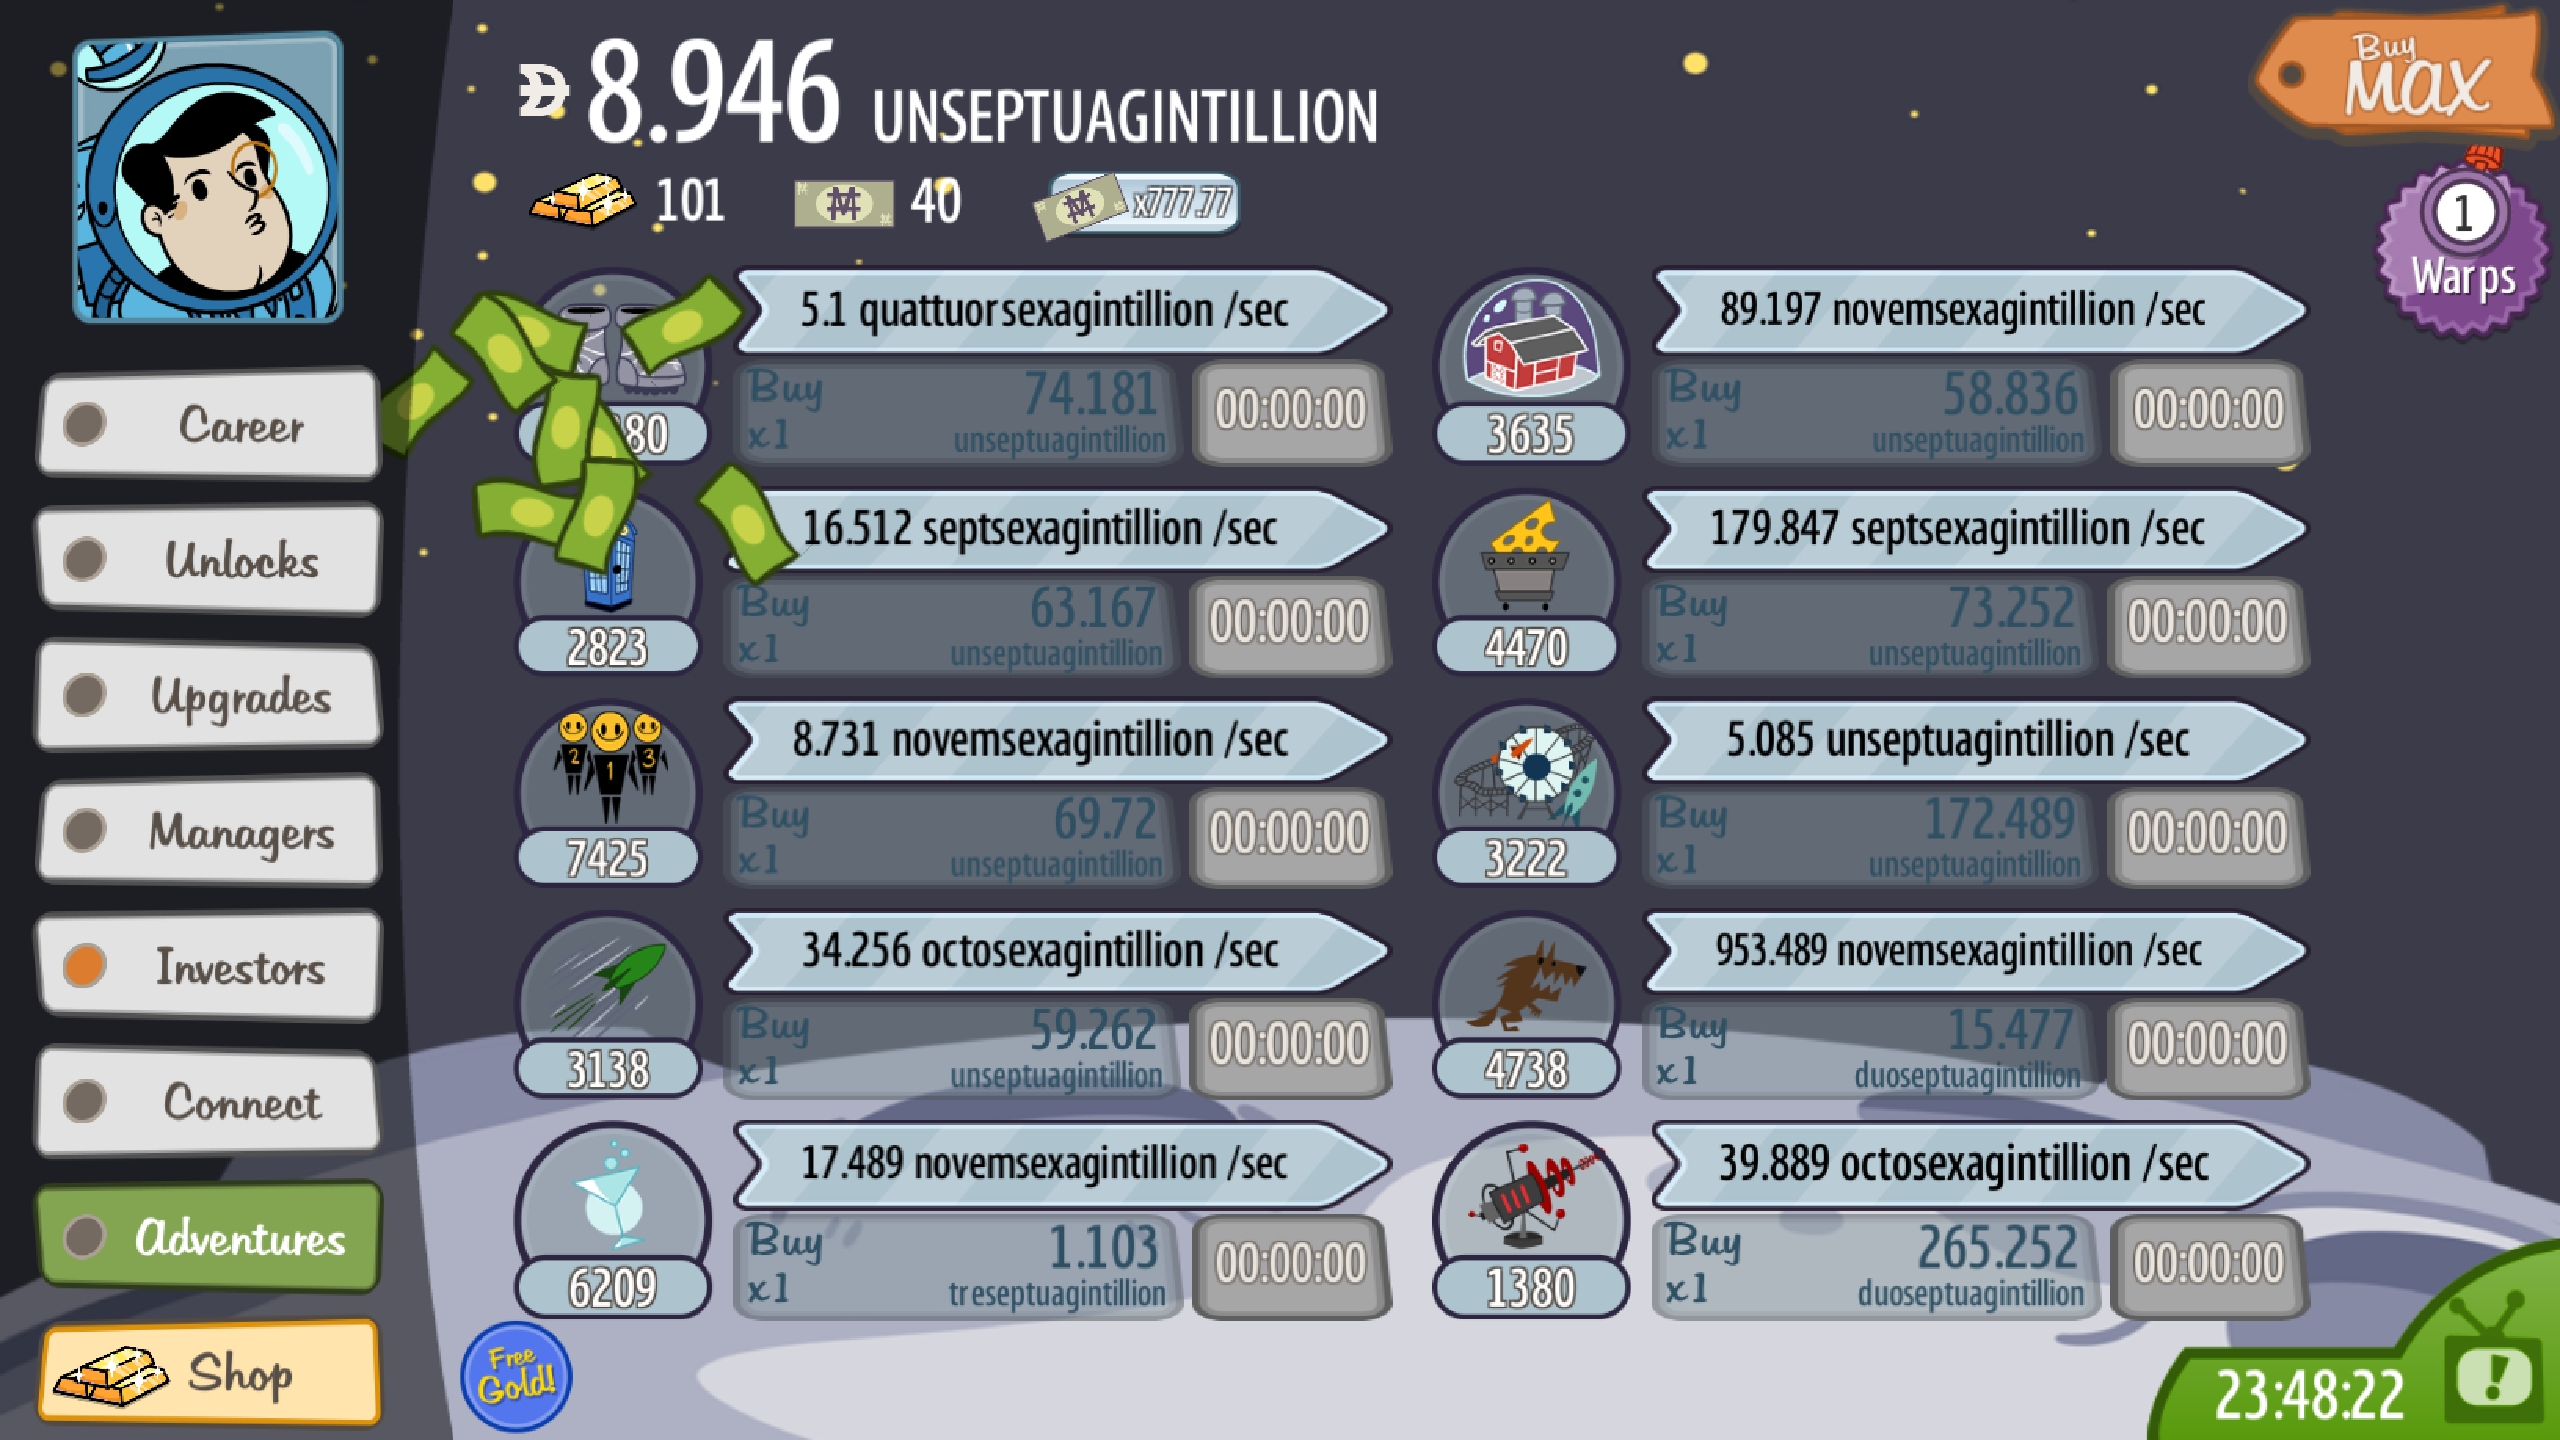 8.946 UNSEPTUAGINTILLION
Buy
MAX
101
40
x777.77
1
Warps
Career
Unlocks
Upgrades
Managers
Investors
Connect
Adventures
Shop
5.1 quattuorsexagintillion /sec
Buy 74.181
x1 unseptuagintillion
00:00:00
16.512 septsexagintillion /sec
2823
Buy 63.167
x1 unseptuagintillion
00:00:00
2 1 3
8.731 novemsexagintillion /sec
7425
Buy 69.72
x1 unseptuagintillion
00:00:00
34.256 octosexagintillion /sec
3138
Buy 59.262
x1 unseptuagintillion
00:00:00
17.489 novemsexagintillion /sec
6209
Buy 1.103
x1 treseptuagintillion
00:00:00
89.197 novemsexagintillion /sec
3635
Buy 58.836
x1 unseptuagintillion
00:00:00
179.847 septsexagintillion /sec
4470
Buy 73.252
x1 unseptuagintillion
00:00:00
5.085 unseptuagintillion /sec
3222
Buy 172.489
x1 unseptuagintillion
00:00:00
953.489 novemsexagintillion /sec
4738
Buy 15.477
x1 duoseptuagintillion
00:00:00
39.889 octosexagintillion /sec
1380
Buy 265.252
x1 duoseptuagintillion
00:00:00
Free
Gold!
23:48:22
!